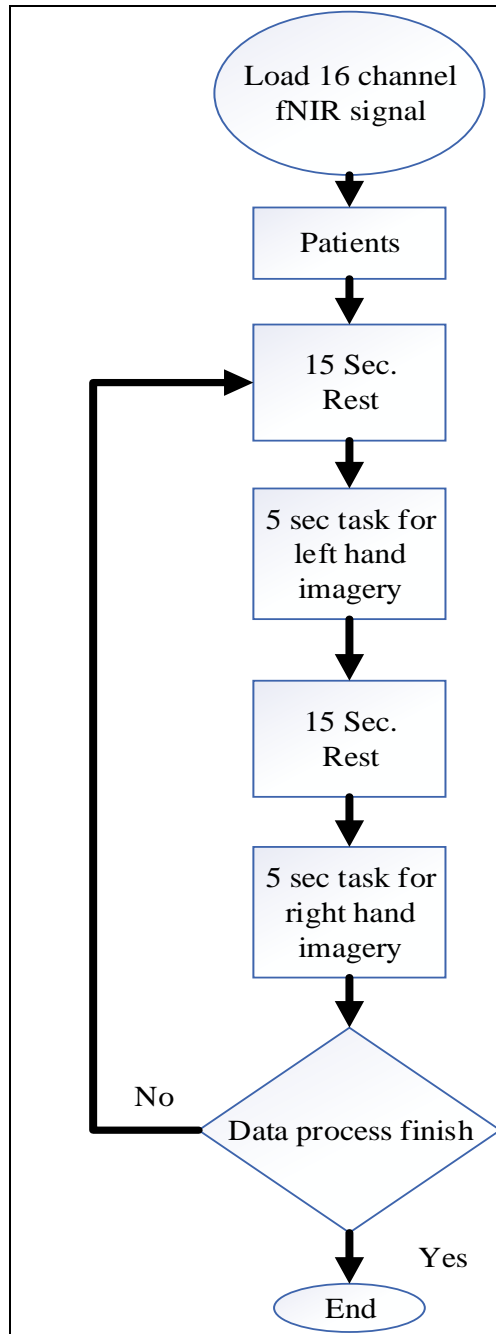 Load 16 channel
fNIR signal
Patients
15 Sec.
Rest
5 sec task for
left hand
imagery
15 Sec.
Rest
5 sec task for
right hand
imagery
No
Data process finish
Yes
End